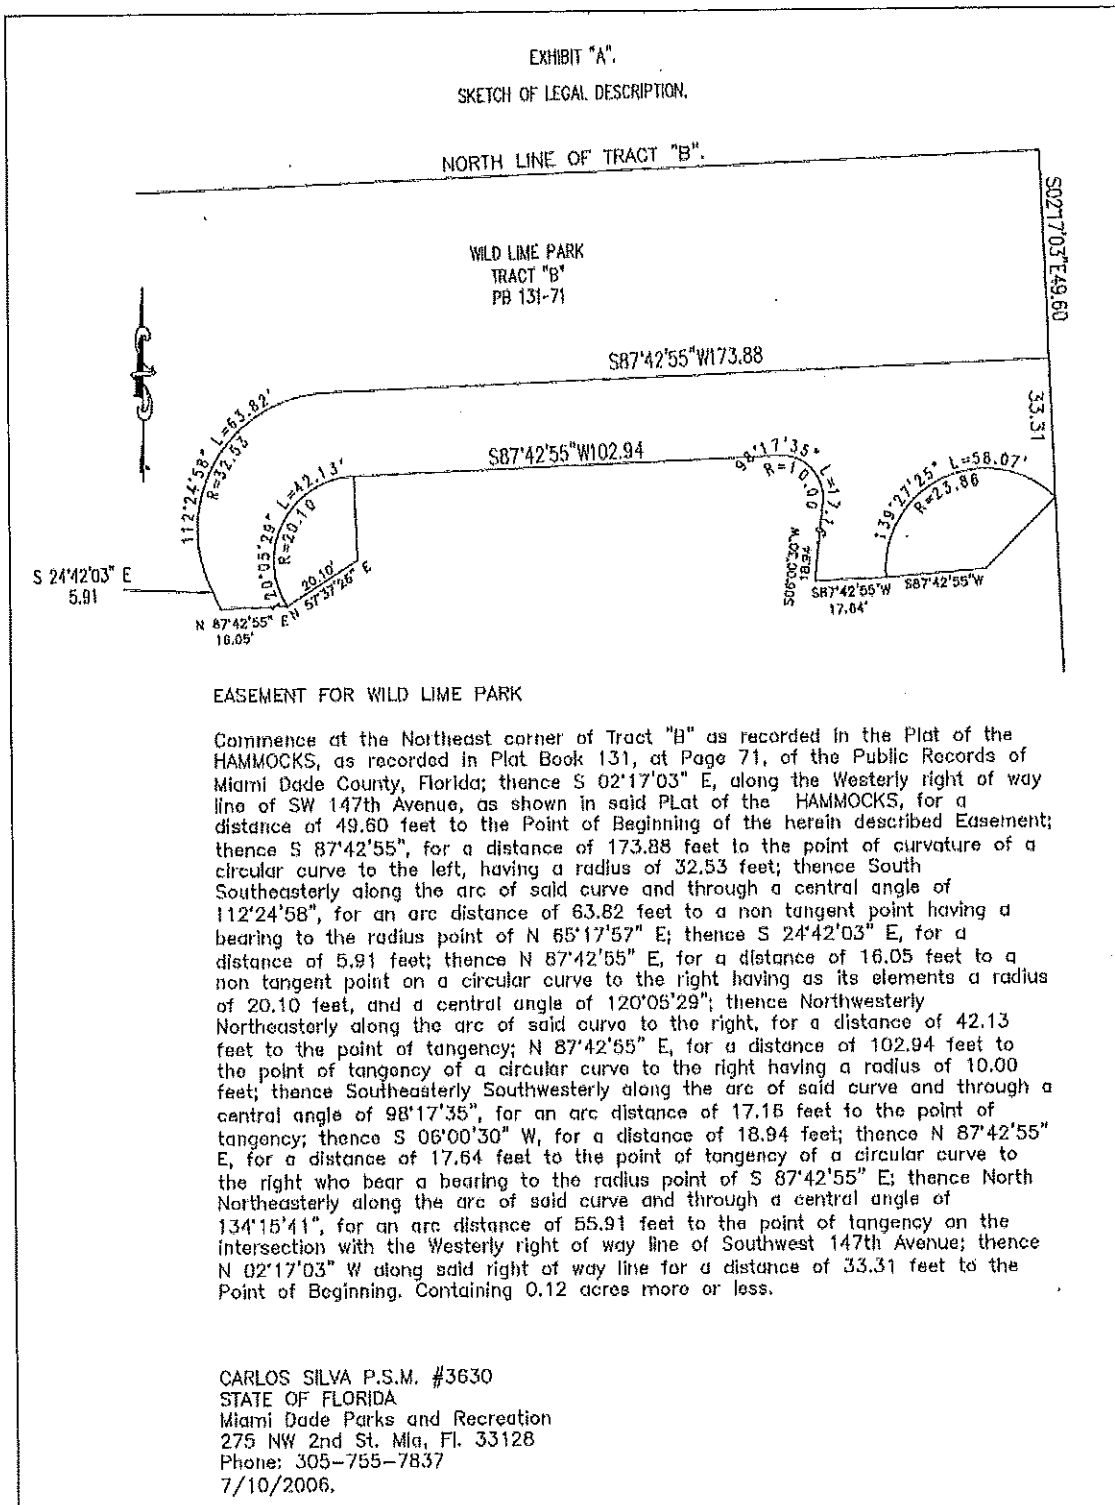 EXHIBIT "A".
SKETCH OF LEGAL DESCRIPTION.
NORTH LINE OF TRACT "B".
S02°17'03"E49.60
WILD LIME PARK
TRACT "B"
PB 131-71
S87°42'55"W173.88
33.31
112°24'58" L=63.82'
R=32.53
S87°42'55"W102.94
120°05'29" L=42.13'
R=20.10
98°17'35" L=17.16
R=10.00
139°27'25" L=58.07'
R=23.86
S 24°42'03" E
5.91
20.10'
N 57°37'26" E
S06°00'30"W
18.94
N 87°42'55" E
16.05'
S87°42'55"W
17.64'
S87°42'55"W
EASEMENT FOR WILD LIME PARK
Commence at the Northeast corner of Tract "B" as recorded in the Plat of the
HAMMOCKS, as recorded in Plat Book 131, at Page 71, of the Public Records of
Miami Dade County, Florida; thence S 02°17'03" E, along the Westerly right of way
line of SW 147th Avenue, as shown in said PLat of the HAMMOCKS, for a
distance of 49.60 feet to the Point of Beginning of the herein described Easement;
thence S 87°42'55", for a distance of 173.88 feet to the point of curvature of a
circular curve to the left, having a radius of 32.53 feet; thence South
Southeasterly along the arc of said curve and through a central angle of
112°24'58", for an arc distance of 63.82 feet to a non tangent point having a
bearing to the radius point of N 65°17'57" E; thence S 24°42'03" E, for a
distance of 5.91 feet; thence N 87°42'55" E, for a distance of 16.05 feet to a
non tangent point on a circular curve to the right having as its elements a radius
of 20.10 feet, and a central angle of 120°05'29"; thence Northwesterly
Northeasterly along the arc of said curve to the right, for a distance of 42.13
feet to the point of tangency; N 87°42'55" E, for a distance of 102.94 feet to
the point of tangency of a circular curve to the right having a radius of 10.00
feet; thence Southeasterly Southwesterly along the arc of said curve and through a
central angle of 98°17'35", for an arc distance of 17.16 feet to the point of
tangency; thence S 06°00'30" W, for a distance of 18.94 feet; thence N 87°42'55"
E, for a distance of 17.64 feet to the point of tangency of a circular curve to
the right who bear a bearing to the radius point of S 87°42'55" E; thence North
Northeasterly along the arc of said curve and through a central angle of
134°15'41", for an arc distance of 55.91 feet to the point of tangency on the
intersection with the Westerly right of way line of Southwest 147th Avenue; thence
N 02°17'03" W along said right of way line for a distance of 33.31 feet to the
Point of Beginning. Containing 0.12 acres more or less.
CARLOS SILVA P.S.M. #3630
STATE OF FLORIDA
Miami Dade Parks and Recreation
275 NW 2nd St. Mia, Fl. 33128
Phone: 305-755-7837
7/10/2006.